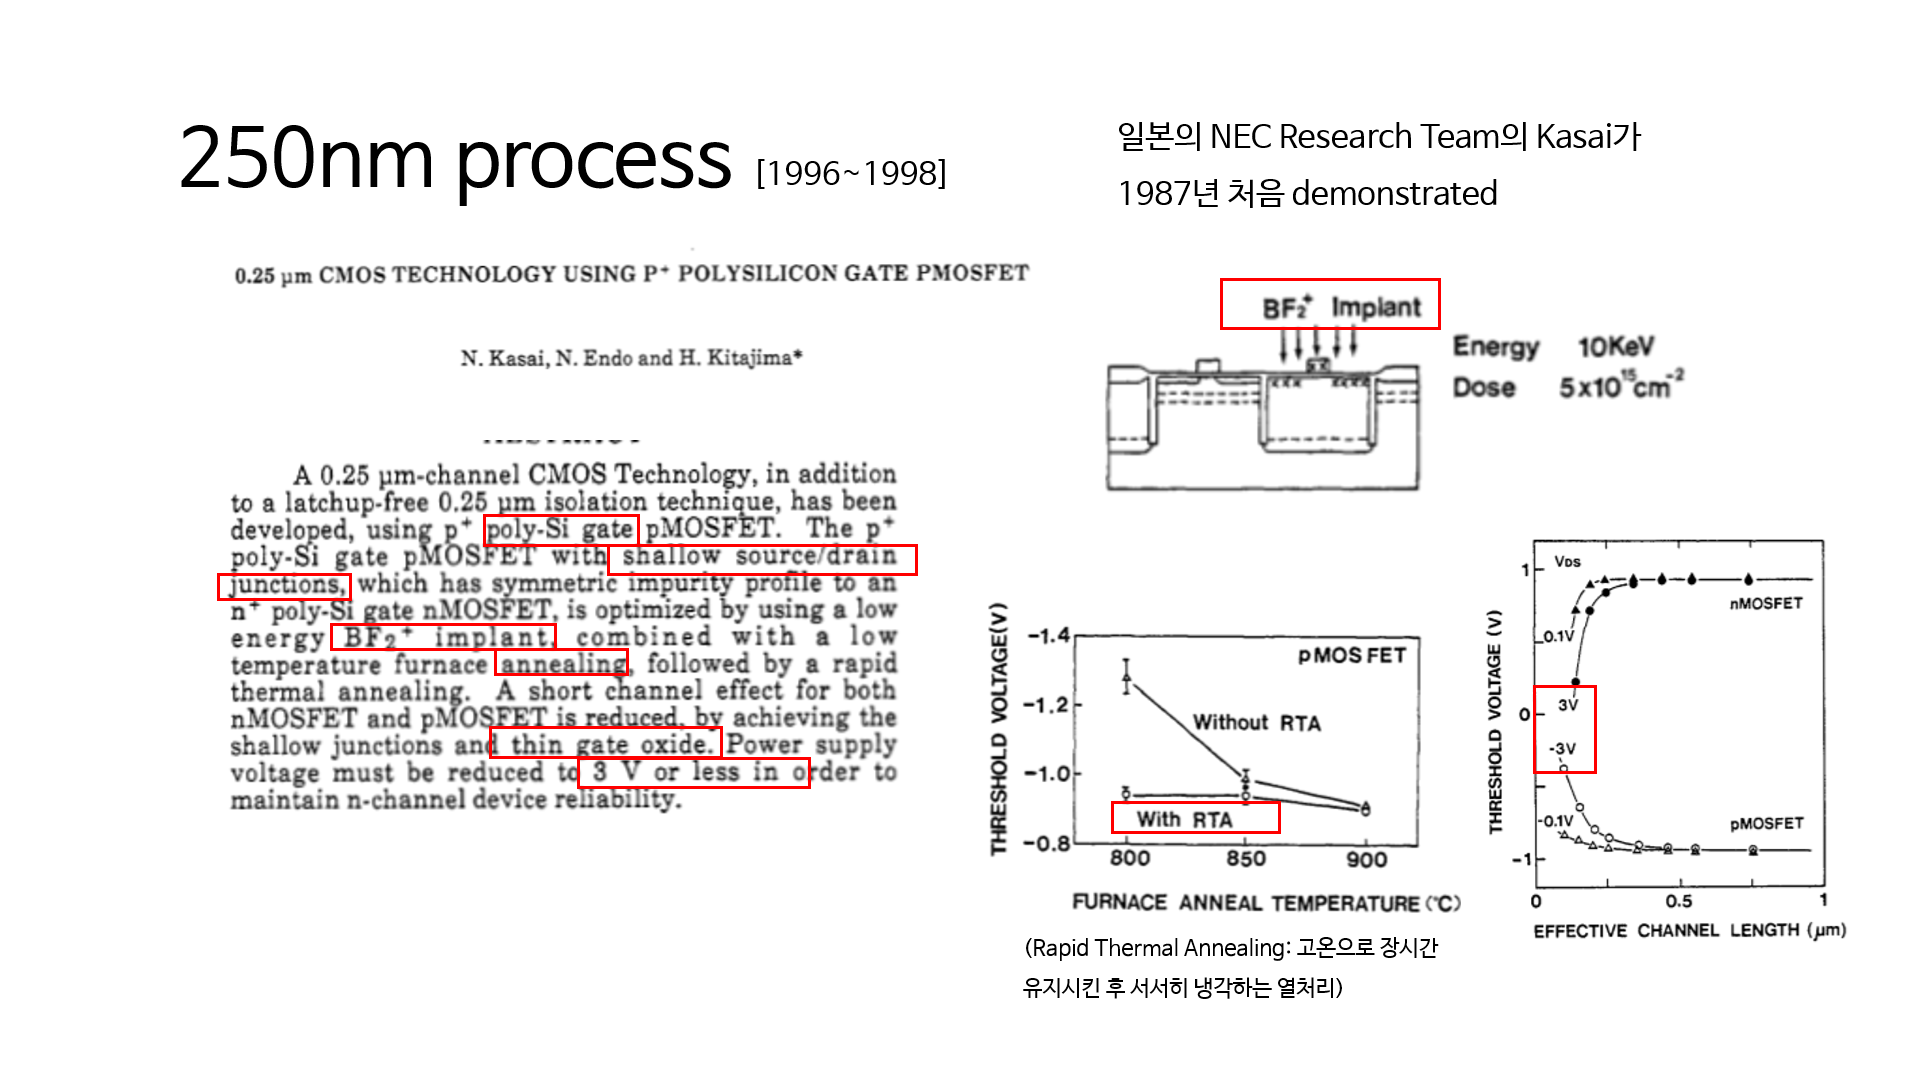 250nm process [1996~1998]
일본의 NEC Research Team의 Kasai가
1987년 처음 demonstrated
0.25 µm CMOS TECHNOLOGY USING P⁺ POLYSILICON GATE PMOSFET
N. Kasai, N. Endo and H. Kitajima*
A 0.25 µm-channel CMOS Technology, in addition
to a latchup-free 0.25 µm isolation technique, has been
developed, using p⁺ poly-Si gate pMOSFET. The p⁺
poly-Si gate pMOSFET with shallow source/drain
junctions, which has symmetric impurity profile to an
n⁺ poly-Si gate nMOSFET, is optimized by using a low
energy BF₂⁺ implant, combined with a low
temperature furnace annealing, followed by a rapid
thermal annealing. A short channel effect for both
nMOSFET and pMOSFET is reduced, by achieving the
shallow junctions and thin gate oxide. Power supply
voltage must be reduced to 3 V or less in order to
maintain n-channel device reliability.
BF₂⁺ Implant
Energy 10KeV
Dose 5x10¹⁵cm⁻²
THRESHOLD VOLTAGE(V)
-1.4
-1.2
-1.0
-0.8
pMOSFET
Without RTA
With RTA
800 850 900
FURNACE ANNEAL TEMPERATURE (℃)
(Rapid Thermal Annealing: 고온으로 장시간
유지시킨 후 서서히 냉각하는 열처리)
THRESHOLD VOLTAGE (V)
1
0
-1
VDS
nMOSFET
0.1V
3V
-3V
-0.1V
pMOSFET
0 0.5 1
EFFECTIVE CHANNEL LENGTH (µm)